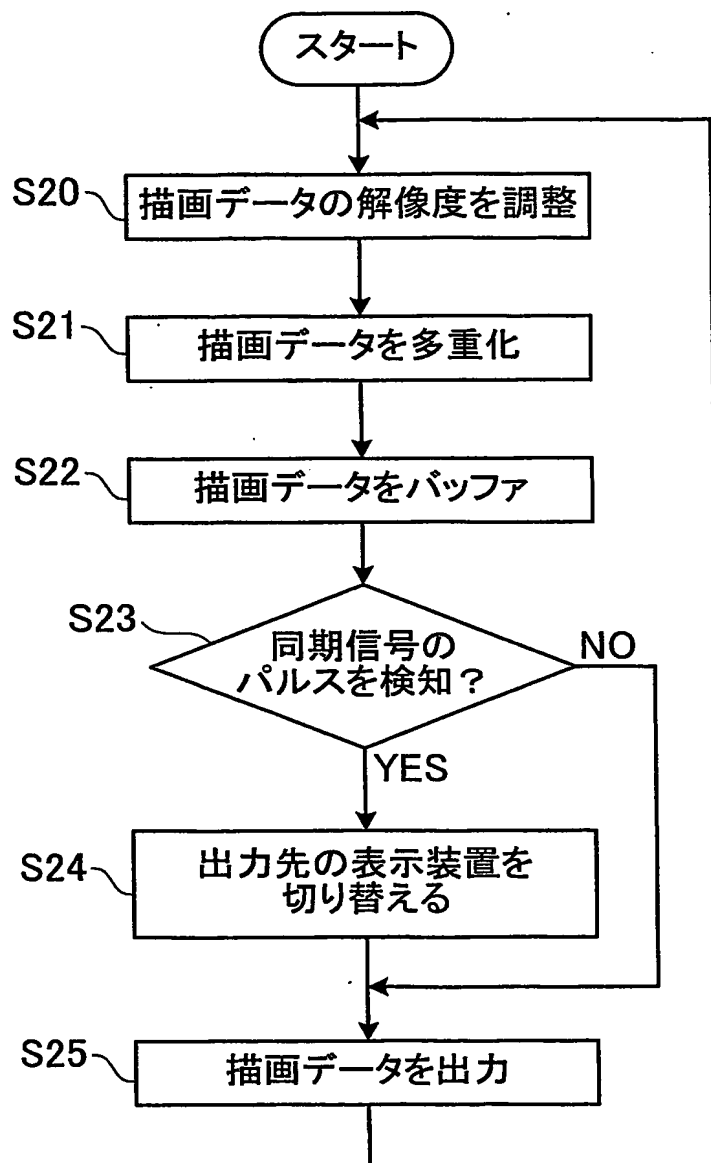 スタート
S20
描画データの解像度を調整
S21
描画データを多重化
S22
描画データをバッファ
S23
同期信号の
パルスを検知?
NO
YES
S24
出力先の表示装置を
切り替える
S25
描画データを出力